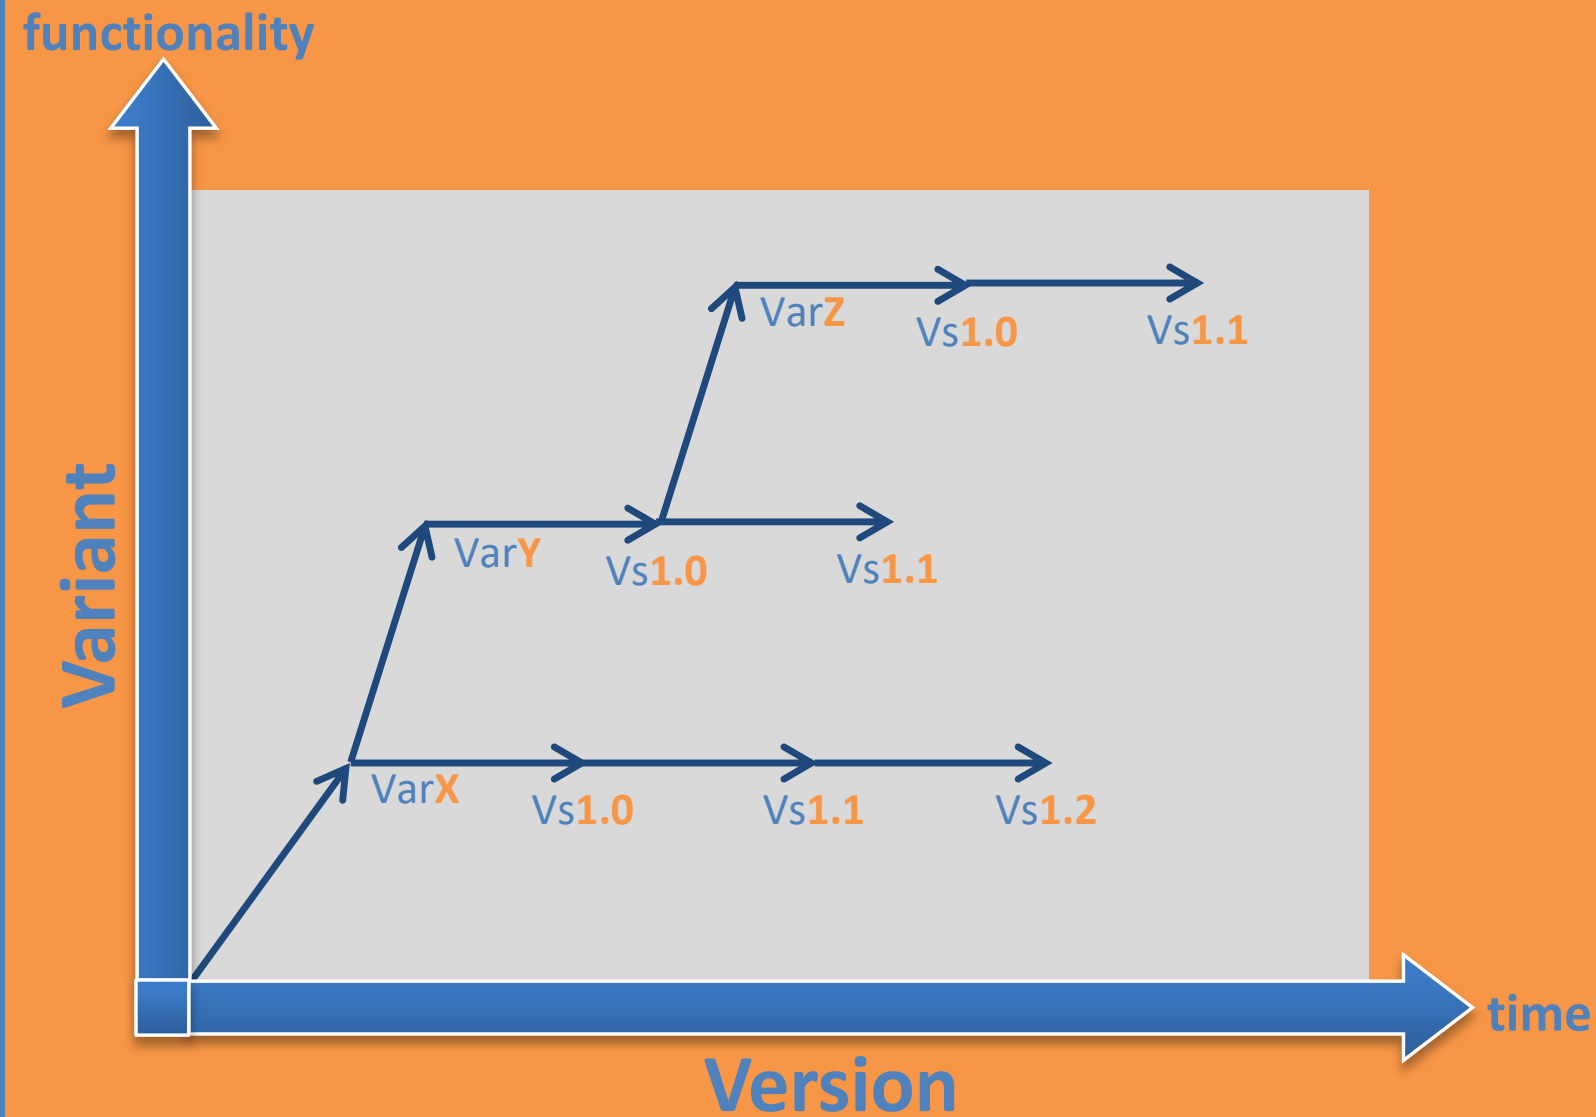 functionality
Variant
VarZ
Vs1.0
Vs1.1
VarY
Vs1.0
Vs1.1
VarX
Vs1.0
Vs1.1
Vs1.2
time
Version